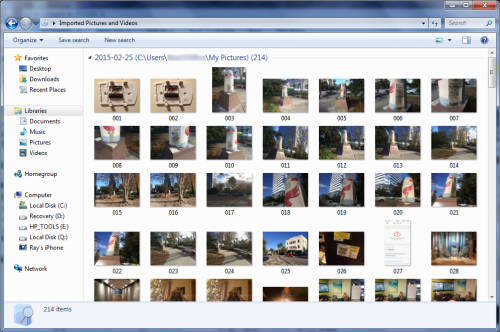 Imported Pictures and Videos
Search
Organize
Save search
New search
Favorites
Desktop
Downloads
Recent Places
Libraries
Documents
Music
Pictures
Videos
Homegroup
Computer
Local Disk (C:)
Recovery (D:)
HP_TOOLS (E:)
Local Disk (Q:)
Ray's iPhone
Network
2015-02-25 (C:\Users\ \My Pictures) (214)
001 002 003 004 005 006 007
008 009 010 011 012 013 014
015 016 017 018 019 020 021
022 023 024 025 026 027 028
214 items